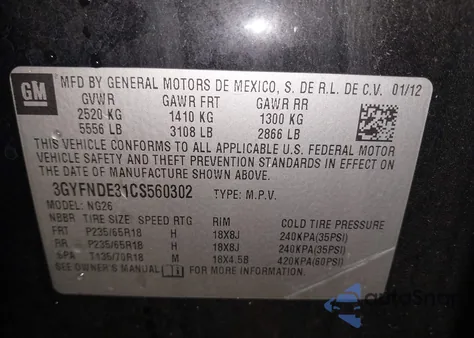 GM
MFD BY GENERAL MOTORS DE MEXICO, S. DE R.L. DE C.V. 01/12
GVWR GAWR FRT GAWR RR
2520 KG 1410 KG 1300 KG
5556 LB 3108 LB 2866 LB
THIS VEHICLE CONFORMS TO ALL APPLICABLE U.S. FEDERAL MOTOR
VEHICLE SAFETY AND THEFT PREVENTION STANDARDS IN EFFECT ON
THE DATE OF MANUFACTURE SHOWN ABOVE.
3GYFNDE31CS560302 TYPE: M.P.V.
MODEL: NG26
NBBR TIRE SIZE SPEED RTG RIM COLD TIRE PRESSURE
FRT P235/65R18 H 18X8J 240KPA(35PSI)
RR P235/65R18 H 18X8J 240KPA(35PSI)
SPA T135/70R18 M 18X4.5B 420KPA(60PSI)
SEE OWNER'S MANUAL FOR MORE INFORMATION.